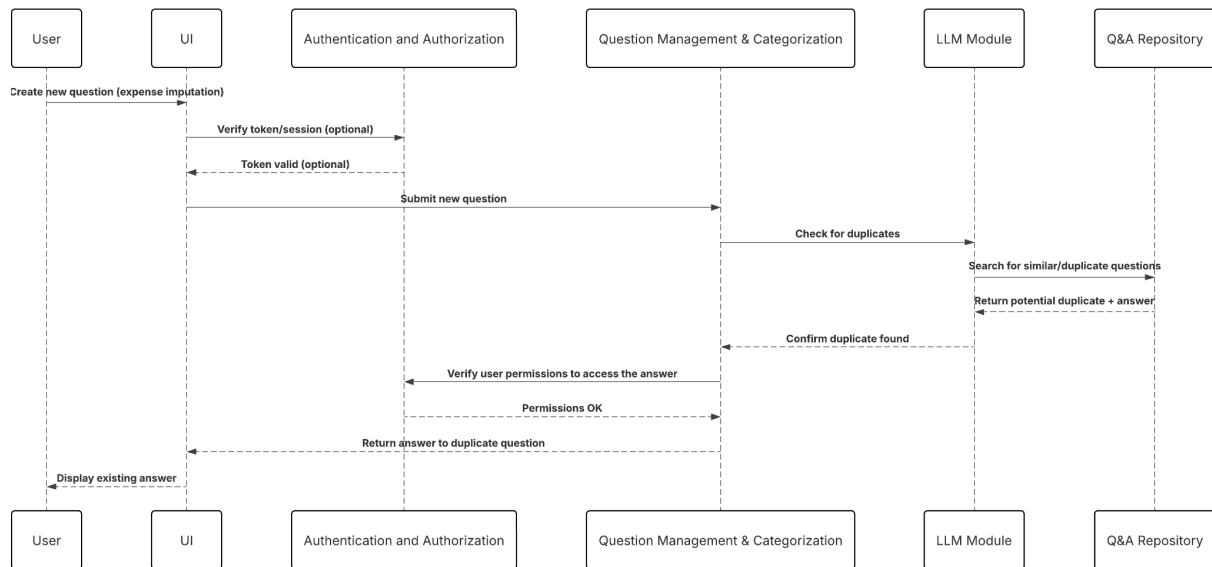 User
UI
Authentication and Authorization
Question Management & Categorization
LLM Module
Q&A Repository
Create new question (expense imputation)
Verify token/session (optional)
Token valid (optional)
Submit new question
Check for duplicates
Search for similar/duplicate questions
Return potential duplicate + answer
Confirm duplicate found
Verify user permissions to access the answer
Permissions OK
Return answer to duplicate question
Display existing answer
User
UI
Authentication and Authorization
Question Management & Categorization
LLM Module
Q&A Repository